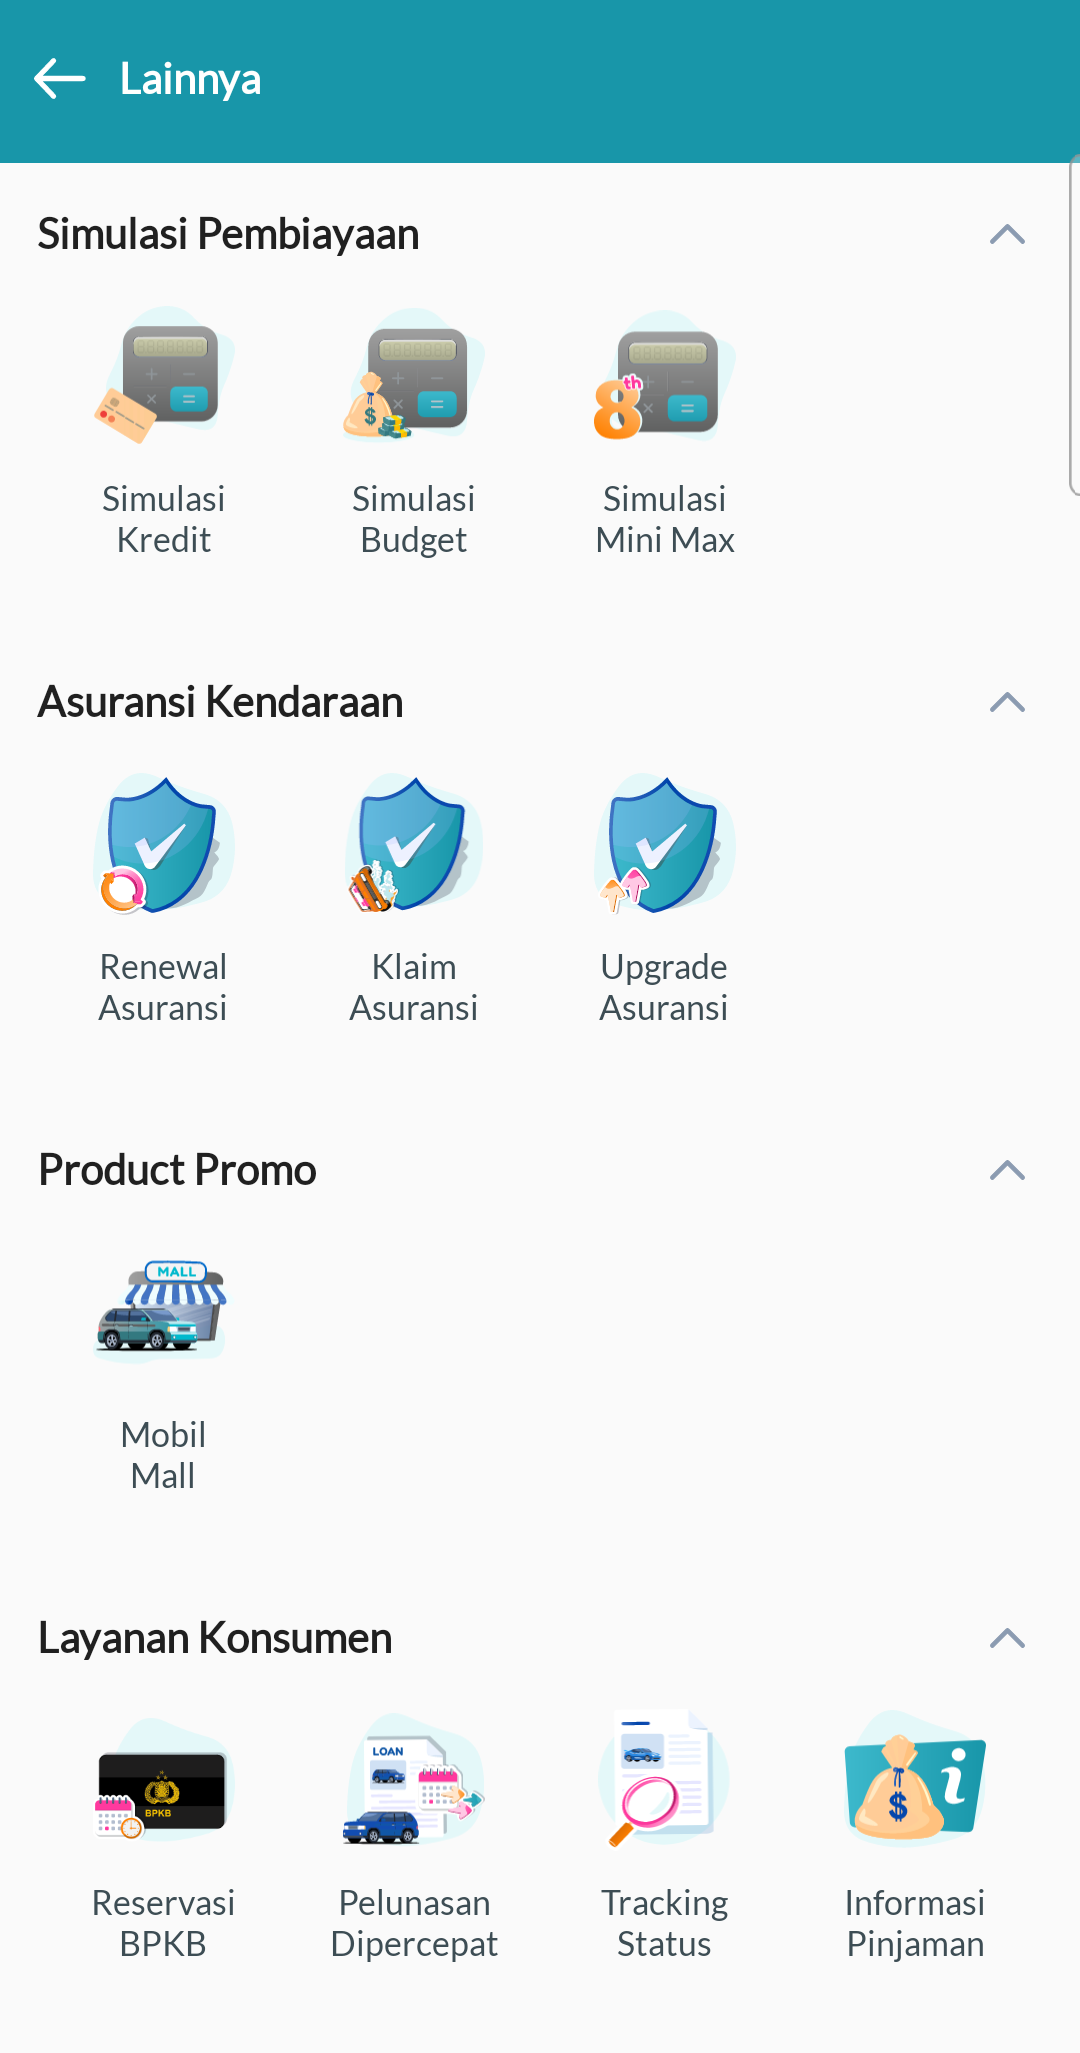 Lainnya
Simulasi Pembiayaan
8th
Simulasi
Kredit
Simulasi
Budget
Simulasi
Mini Max
Asuransi Kendaraan
Renewal
Asuransi
Klaim
Asuransi
Upgrade
Asuransi
Product Promo
MALL
Mobil
Mall
Layanan Konsumen
BPKB
LOAN
Reservasi
BPKB
Pelunasan
Dipercepat
Tracking
Status
Informasi
Pinjaman